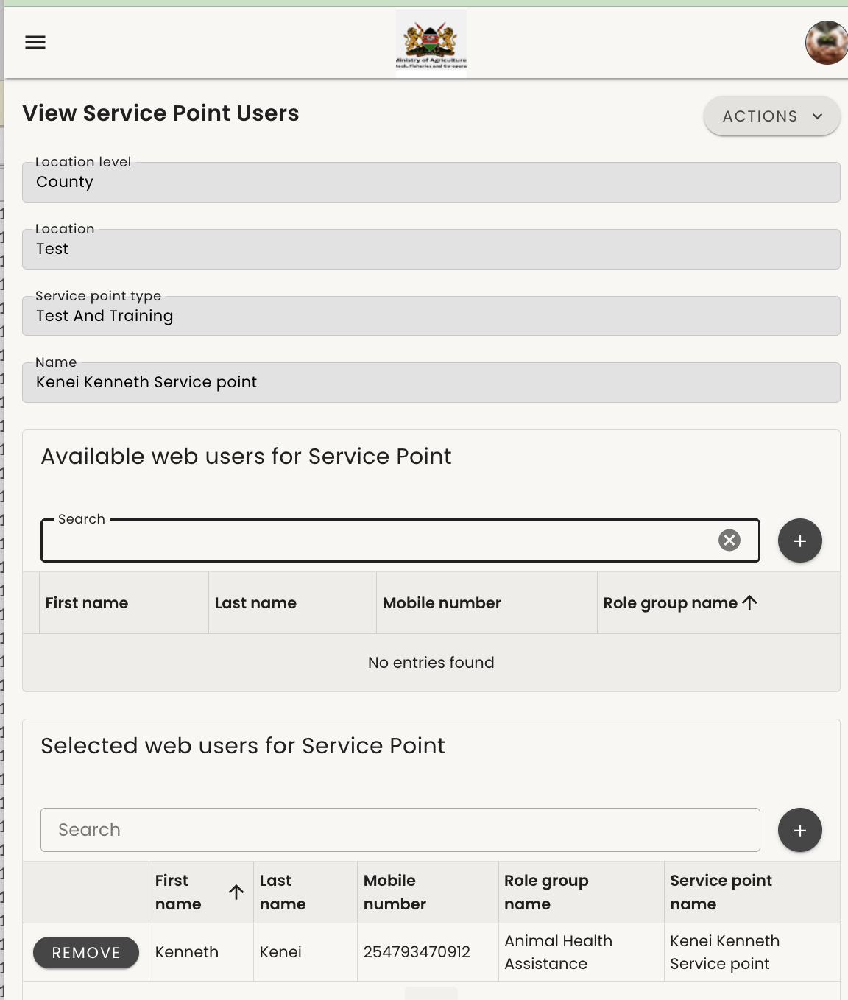 Ministry of Agriculture
View Service Point Users
ACTIONS
Location level
County
Location
Test
Service point type
Test And Training
Name
Kenei Kenneth Service point
Available web users for Service Point
Search
First name Last name Mobile number Role group name
No entries found
Selected web users for Service Point
Search
First name Last name Mobile number Role group name Service point name
REMOVE Kenneth Kenei 254793470912 Animal Health Assistance Kenei Kenneth Service point